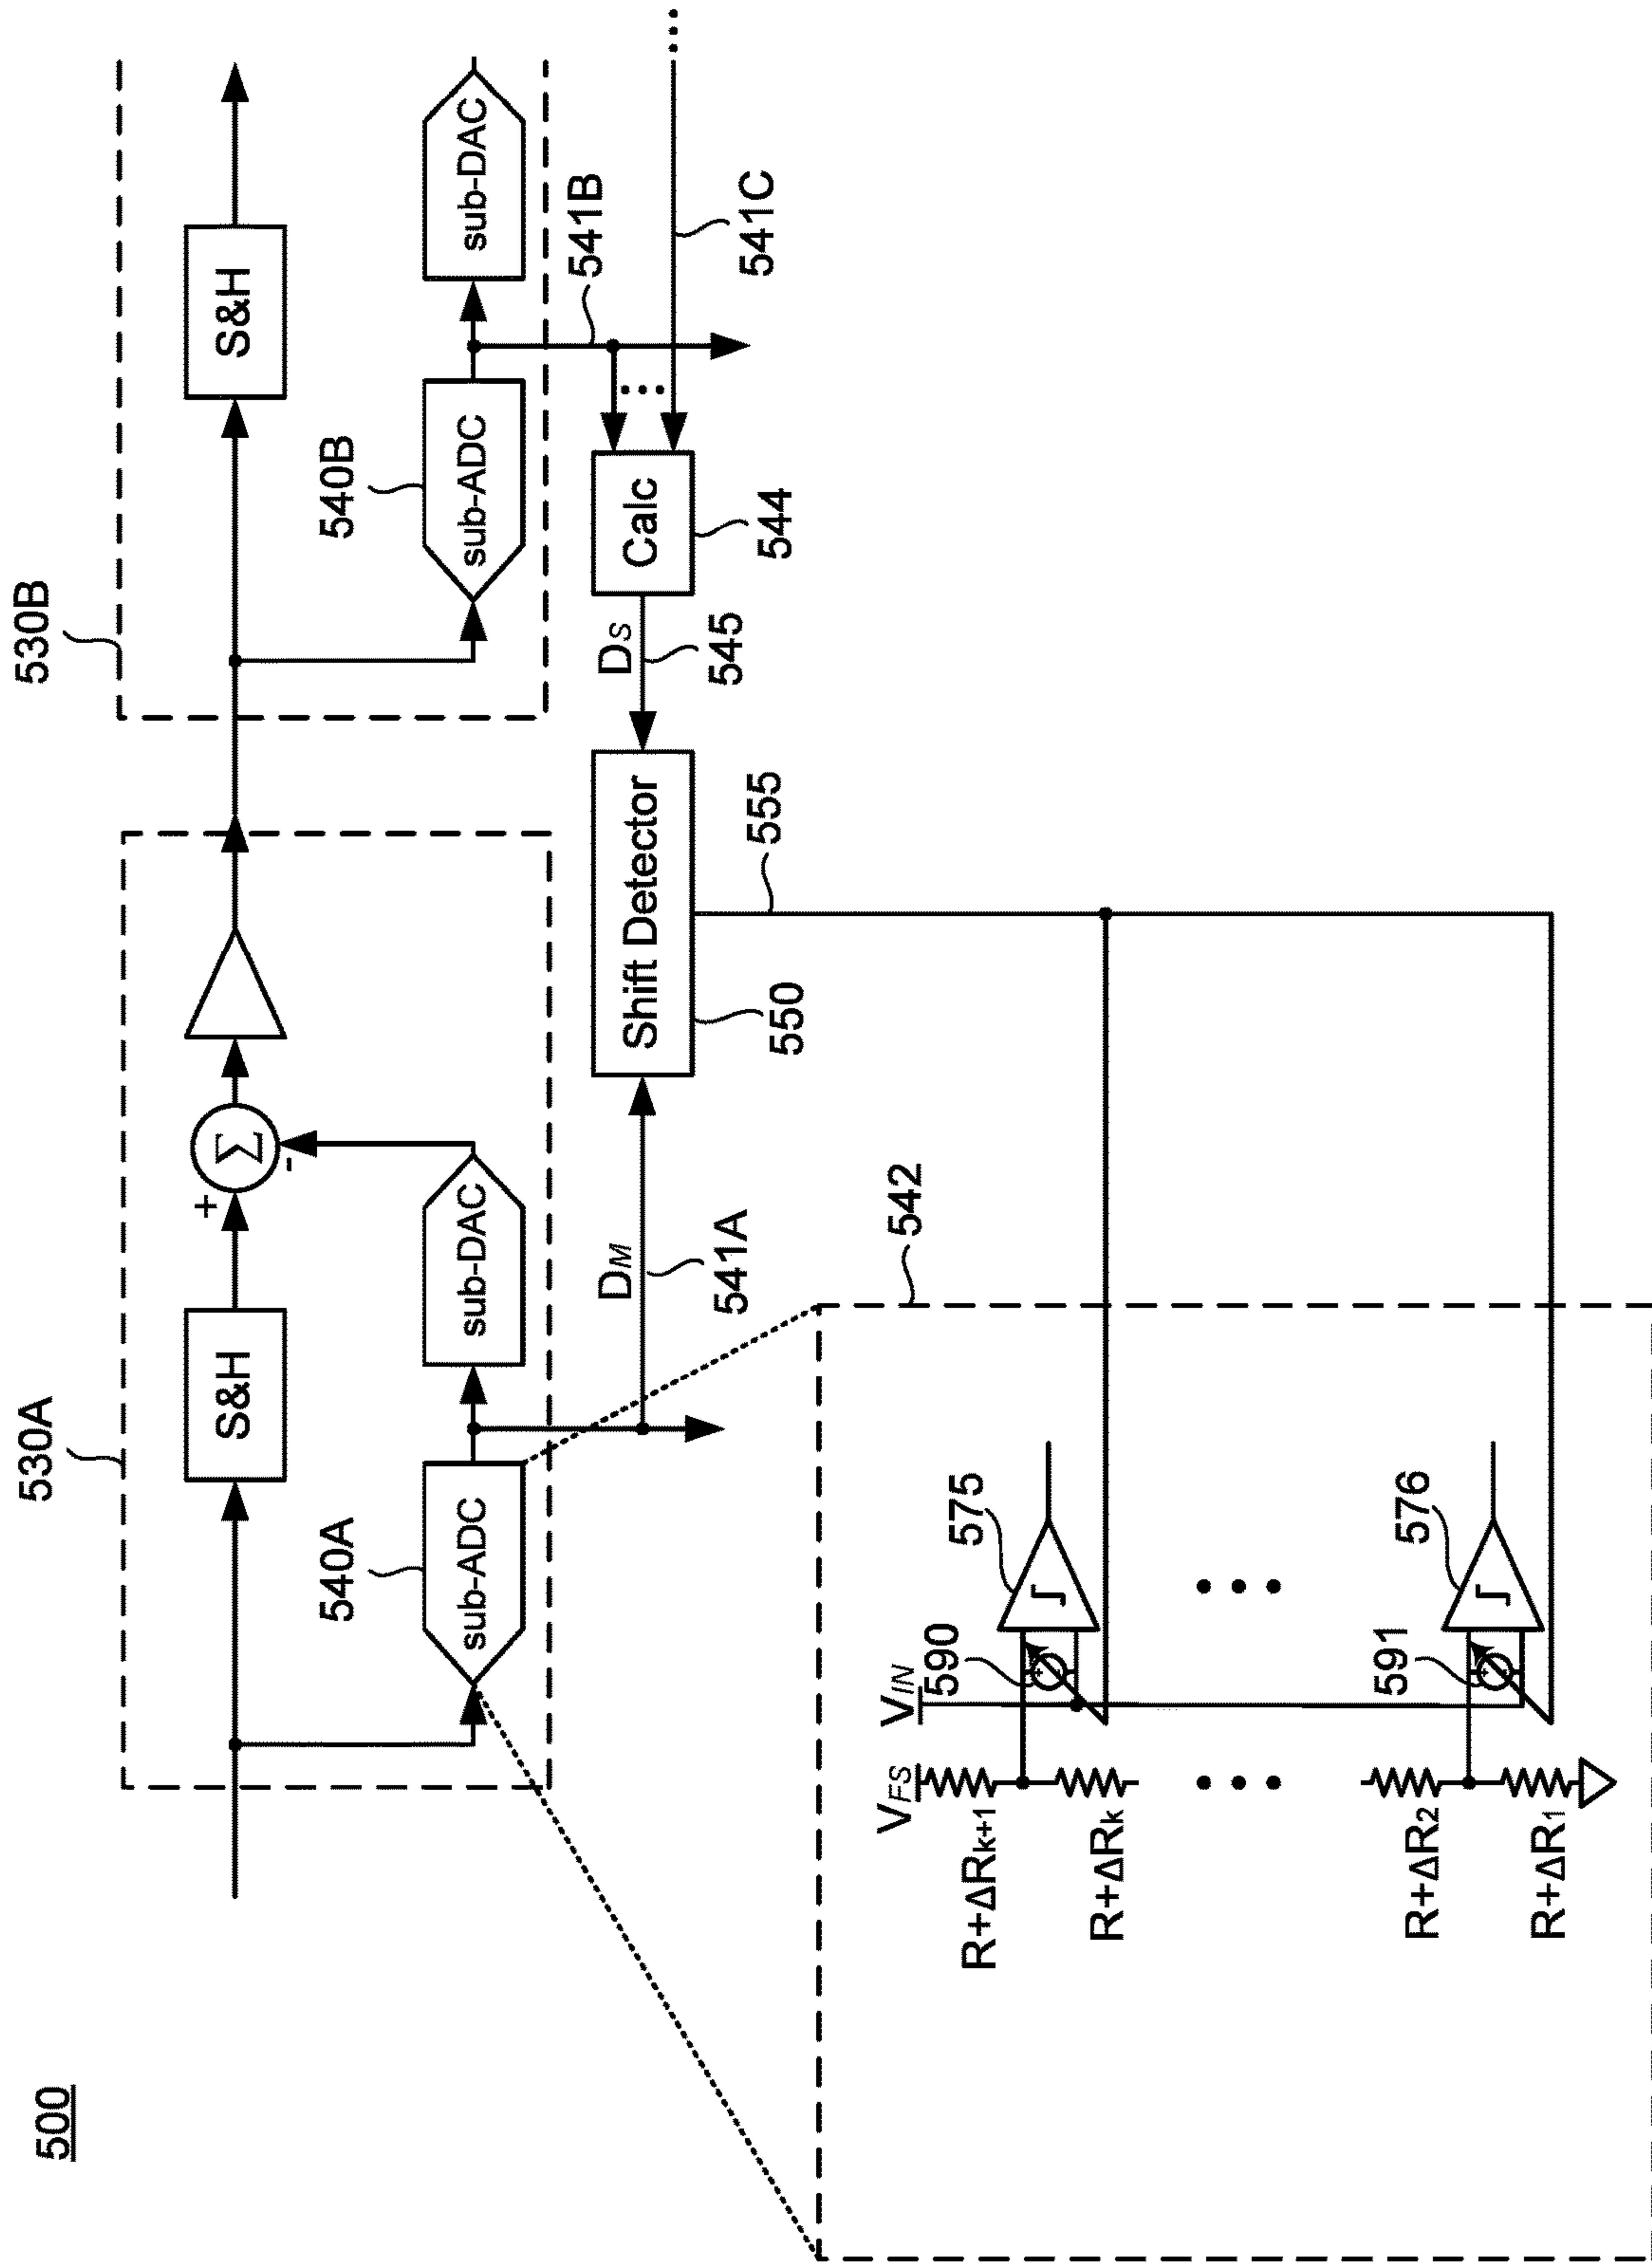 500
530A
530B
S&H
+
Σ
-
S&H
540A
sub-ADC
sub-DAC
540B
sub-ADC
sub-DAC
541B
DM
541A
Shift Detector
550
DS
545
Calc
544
541C
555
542
VFS
VIN
R+ΔRk+1
590
575
R+ΔRk
R+ΔR2
591
576
R+ΔR1